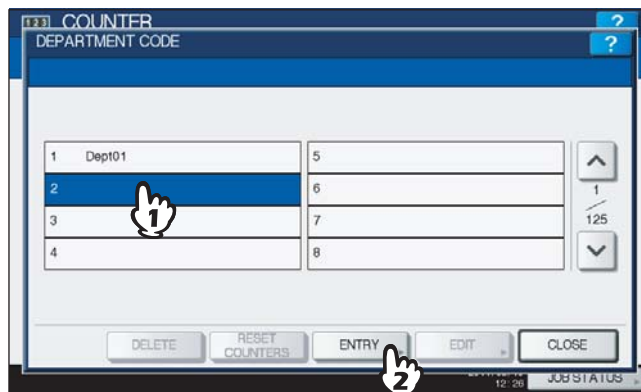 123 COUNTER ?
DEPARTMENT CODE ?
1 Dept01
2
3
4
5
6
7
8
1
125
1
2
DELETE
RESET COUNTERS
ENTRY
EDIT
CLOSE
12:26
JOB STATUS